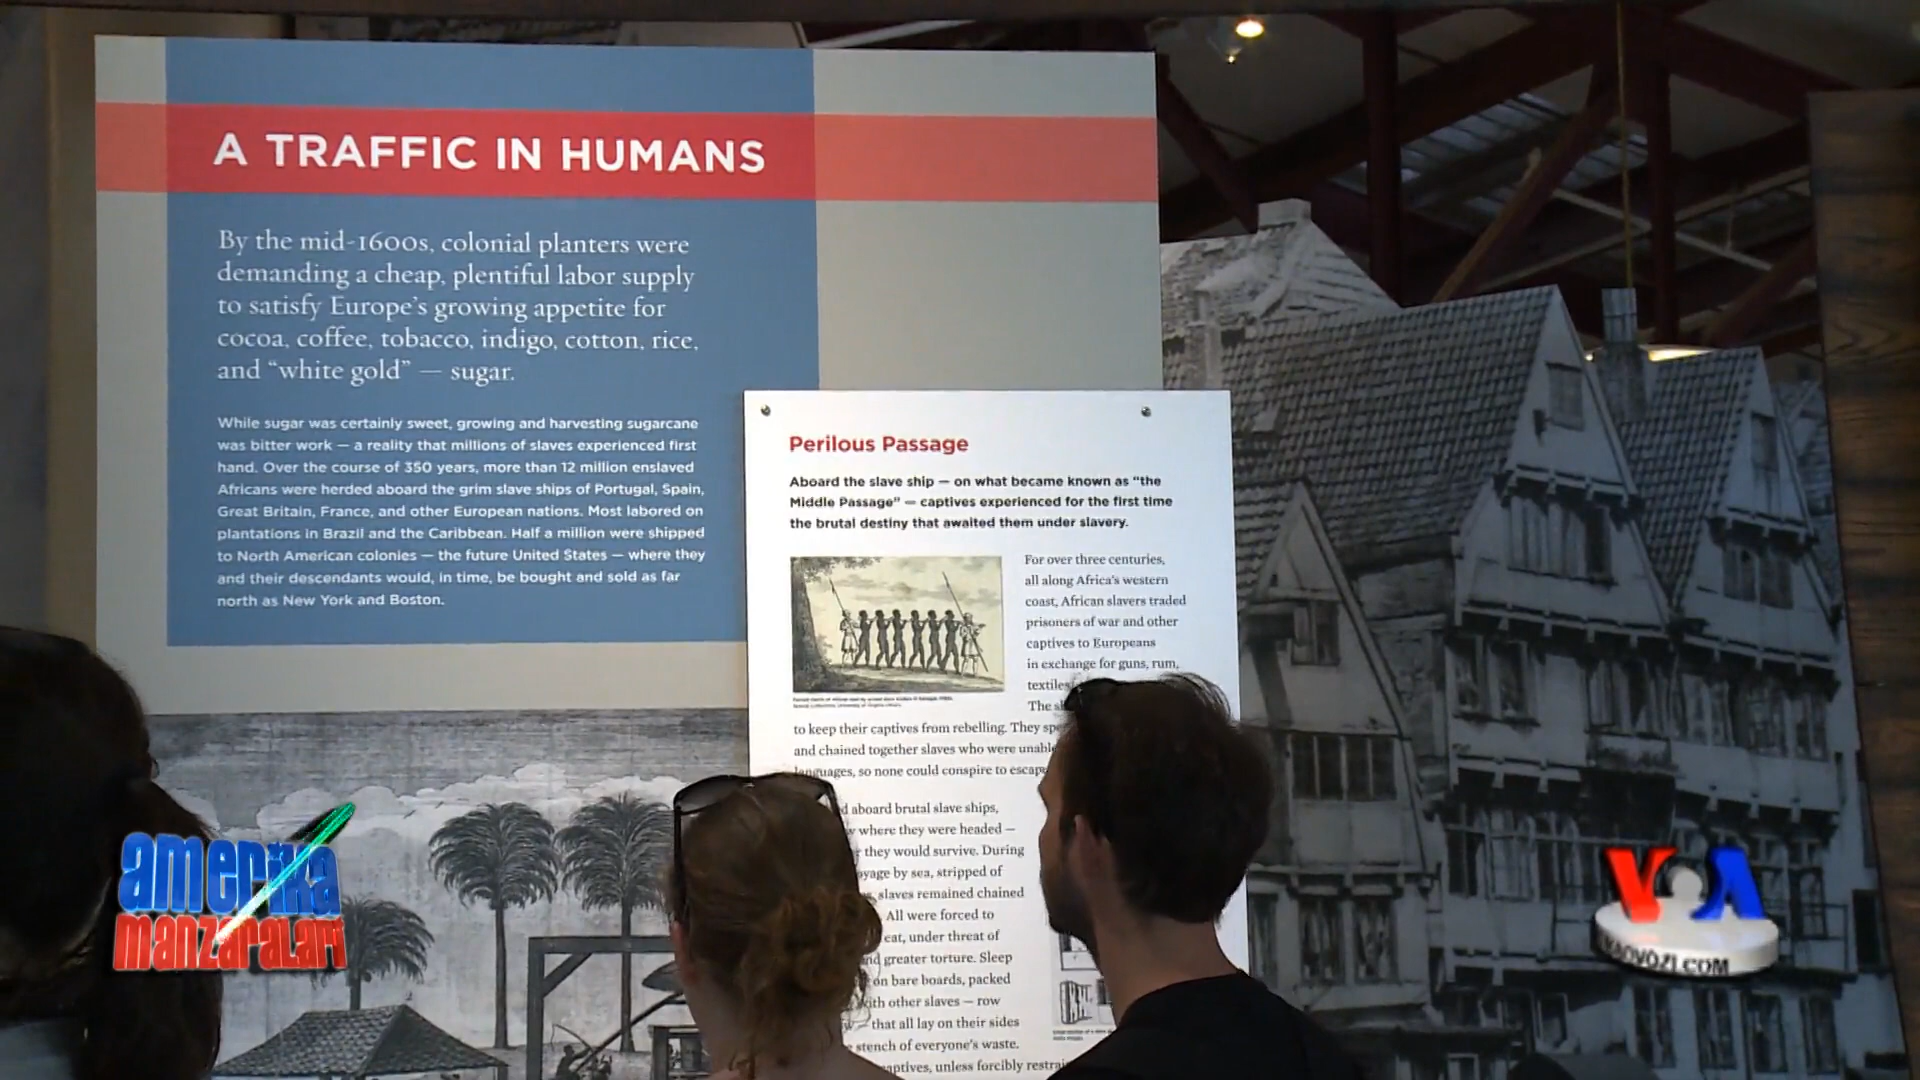 A TRAFFIC IN HUMANS
By the mid-1600s, colonial planters were
demanding a cheap, plentiful labor supply
to satisfy Europe's growing appetite for
cocoa, coffee, tobacco, indigo, cotton, rice,
and “white gold” — sugar.
While sugar was certainly sweet, growing and harvesting sugarcane
was bitter work — a reality that millions of slaves experienced first
hand. Over the course of 350 years, more than 12 million enslaved
Africans were herded aboard the grim slave ships of Portugal, Spain,
Great Britain, France, and other European nations. Most labored on
plantations in Brazil and the Caribbean. Half a million were shipped
to North American colonies — the future United States — where they
and their descendants would, in time, be bought and sold as far
north as New York and Boston.
Perilous Passage
Aboard the slave ship — on what became known as "the
Middle Passage" — captives experienced for the first time
the brutal destiny that awaited them under slavery.
For over three centuries,
all along Africa's western
coast, African slavers traded
prisoners of war and other
captives to Europeans
in exchange for guns, rum,
textiles
The
to keep their captives from rebelling. They
and chained together slaves who were
languages, so none could conspire to escape
aboard brutal slave ships,
where they were headed —
they would survive. During
by sea, stripped of
slaves remained chained
All were forced to
eat, under threat of
greater torture. Sleep
on bare boards, packed
with other slaves — row
— that all lay on their sides
stench of everyone's waste.
unless forcibly
amerika
manzaralari
VOA